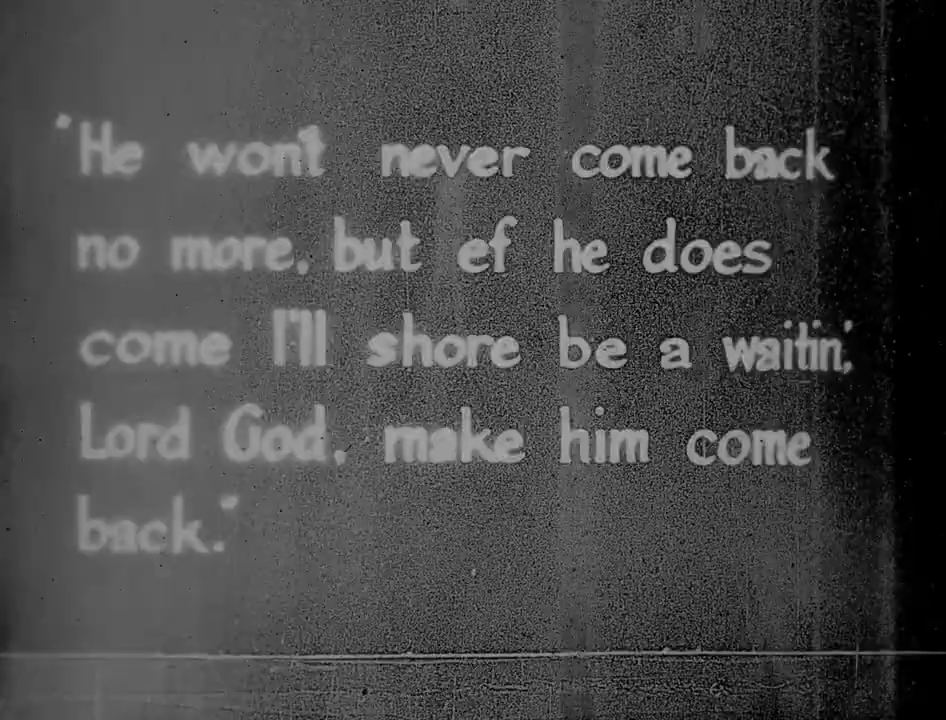 "He won't never come back
no more, but ef he does
come I'll shore be a waitin',
Lord God, make him come
back."